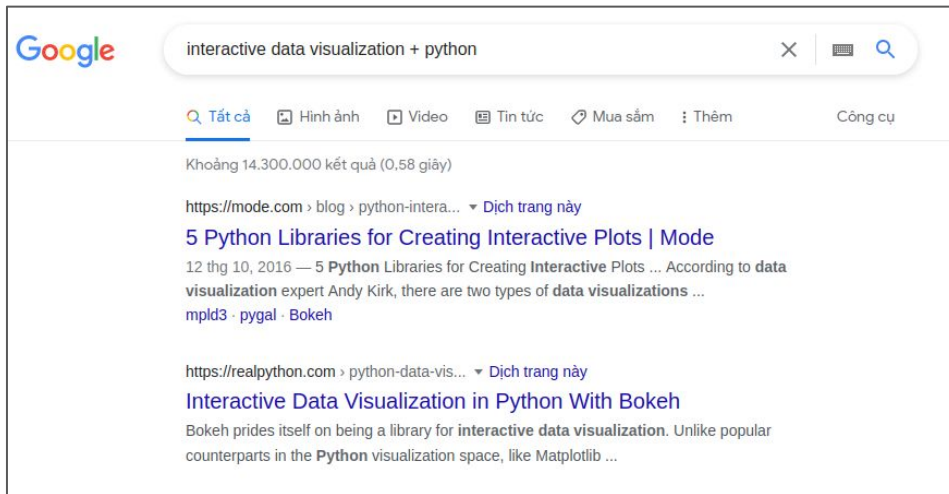 Google
interactive data visualization + python
Tất cả Hình ảnh Video Tin tức Mua sắm Thêm Công cụ
Khoảng 14.300.000 kết quả (0,58 giây)
https://mode.com › blog › python-intera... Dịch trang này
5 Python Libraries for Creating Interactive Plots | Mode
12 thg 10, 2016 — 5 Python Libraries for Creating Interactive Plots ... According to data
visualization expert Andy Kirk, there are two types of data visualizations ...
mpld3 · pygal · Bokeh
https://realpython.com › python-data-vis... Dịch trang này
Interactive Data Visualization in Python With Bokeh
Bokeh prides itself on being a library for interactive data visualization. Unlike popular
counterparts in the Python visualization space, like Matplotlib ...